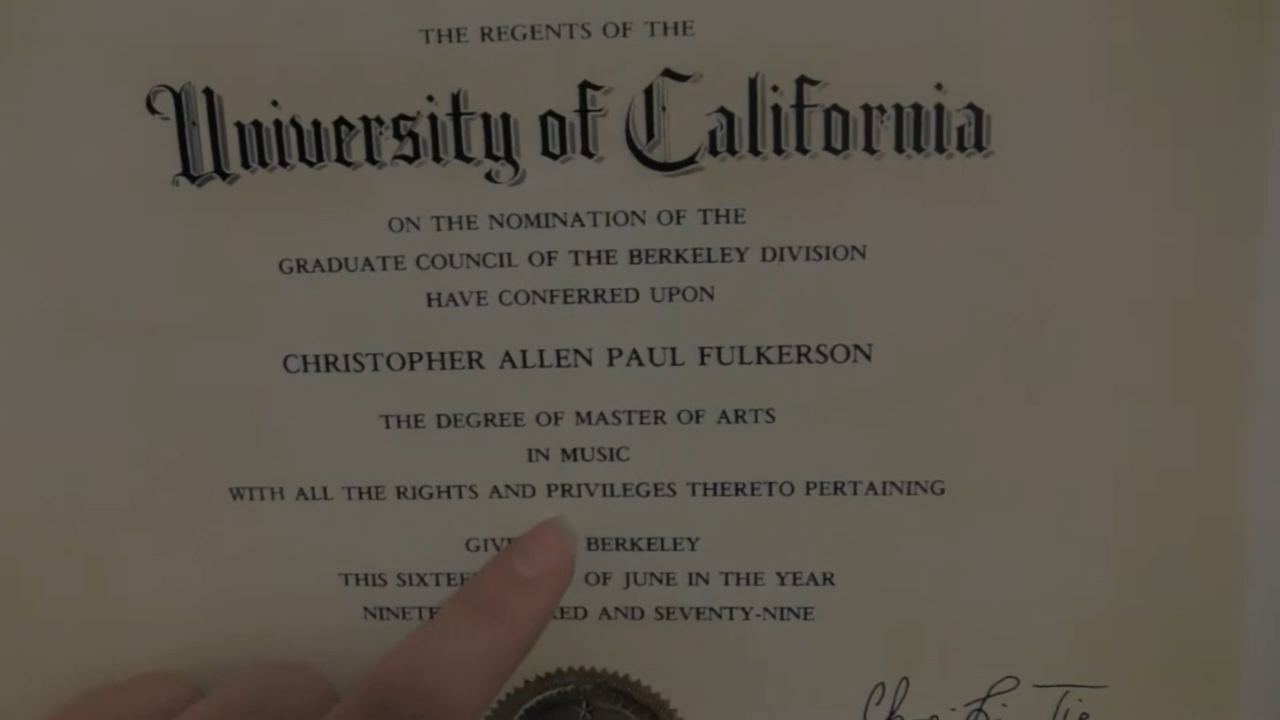 THE REGENTS OF THE
University of California
ON THE NOMINATION OF THE
GRADUATE COUNCIL OF THE BERKELEY DIVISION
HAVE CONFERRED UPON
CHRISTOPHER ALLEN PAUL FULKERSON
THE DEGREE OF MASTER OF ARTS
IN MUSIC
WITH ALL THE RIGHTS AND PRIVILEGES THERETO PERTAINING
BERKELEY
THIS OF JUNE IN THE YEAR
AND SEVENTY-NINE